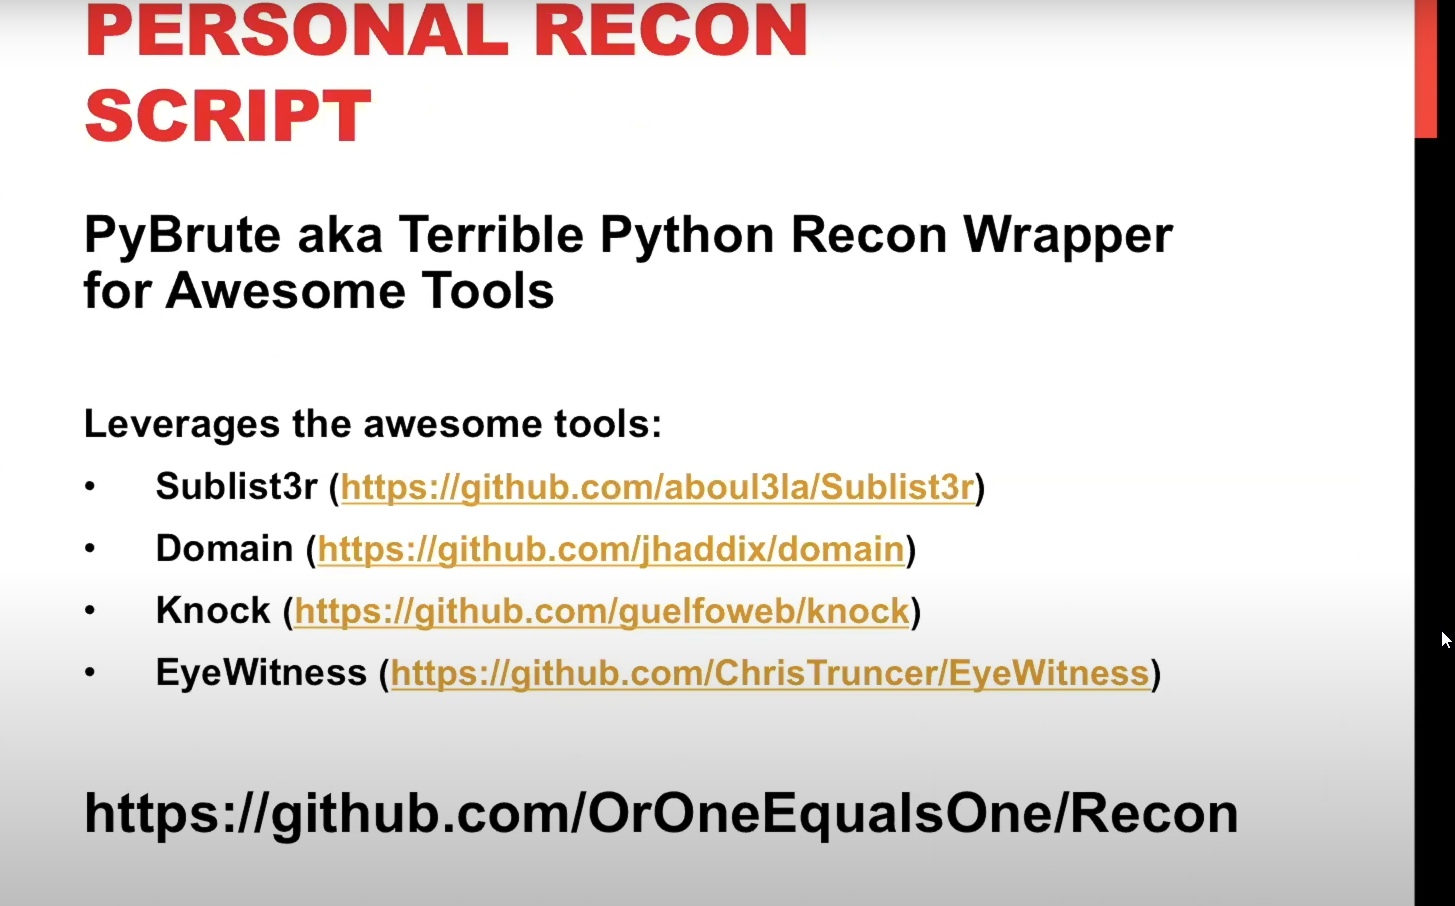 PERSONAL RECON
SCRIPT
PyBrute aka Terrible Python Recon Wrapper
for Awesome Tools
Leverages the awesome tools:
• Sublist3r (https://github.com/aboul3la/Sublist3r)
• Domain (https://github.com/jhaddix/domain)
• Knock (https://github.com/guelfoweb/knock)
• EyeWitness (https://github.com/ChrisTruncer/EyeWitness)
https://github.com/OrOneEqualsOne/Recon